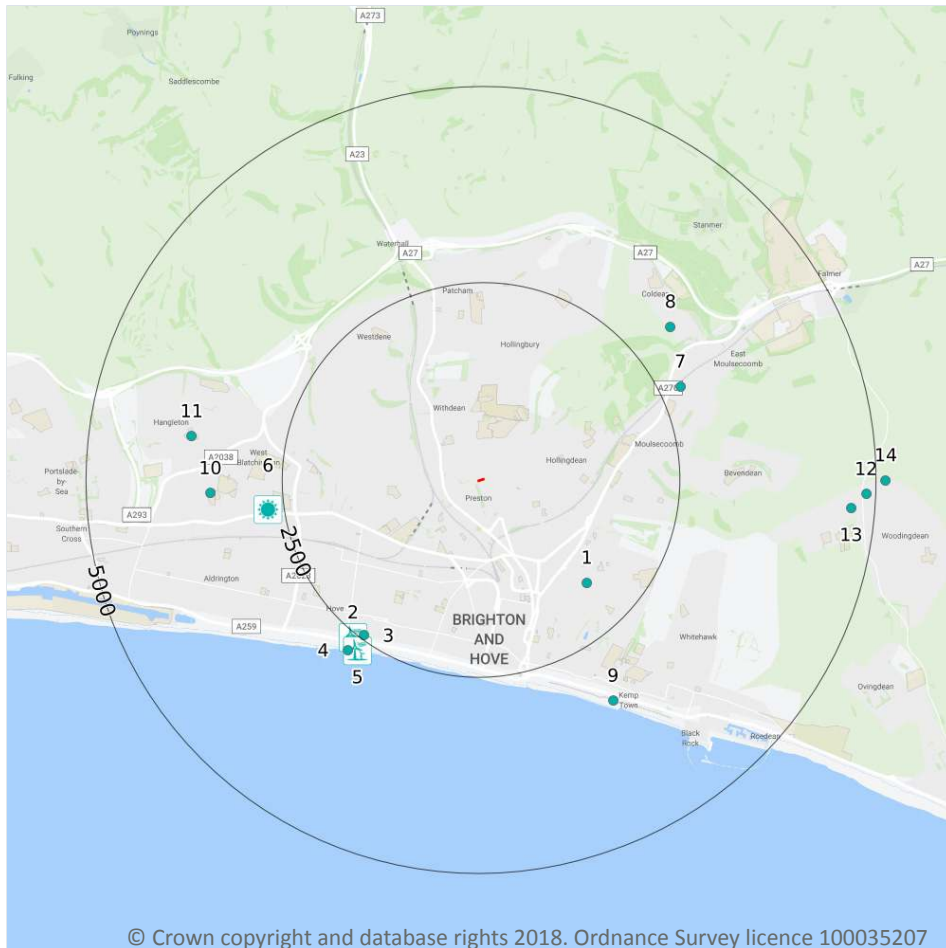 A273
Poynings
Fulking
Saddlescombe
A23
Stanmer
Waterhall
A27
A27
Falmer
A27
Coldean
Patcham
8
Westdene
Hollingbury
East
Moulsecoomb
7
A270
Withdean
11
Hangleton
A2038
Moulsecoomb
West
Blatchington
Hollingdean
Portslade-
by-
Sea
10
6
Bevendean
14
12
Preston
A293
Southern
Cross
2500
13
Woodingdean
1
5000
Aldrington
A2023
Hove
2
BRIGHTON
AND
HOVE
A259
3
Whitehawk
4
5
9
Kemp
Town
Ovingdean
Black
Rock
Roedean
© Crown copyright and database rights 2018. Ordnance Survey licence 100035207